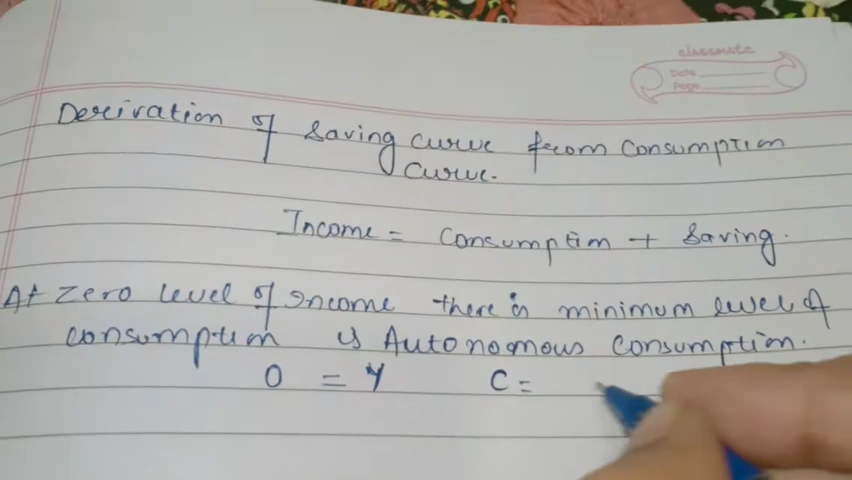 classmate
Date
Page
Derivation of Saving curve from Consumption
Curve.
Income = Consumption + Saving.
At Zero level of Income there is minimum level of
consumption is Autonomous Consumption.
0 = Y C =